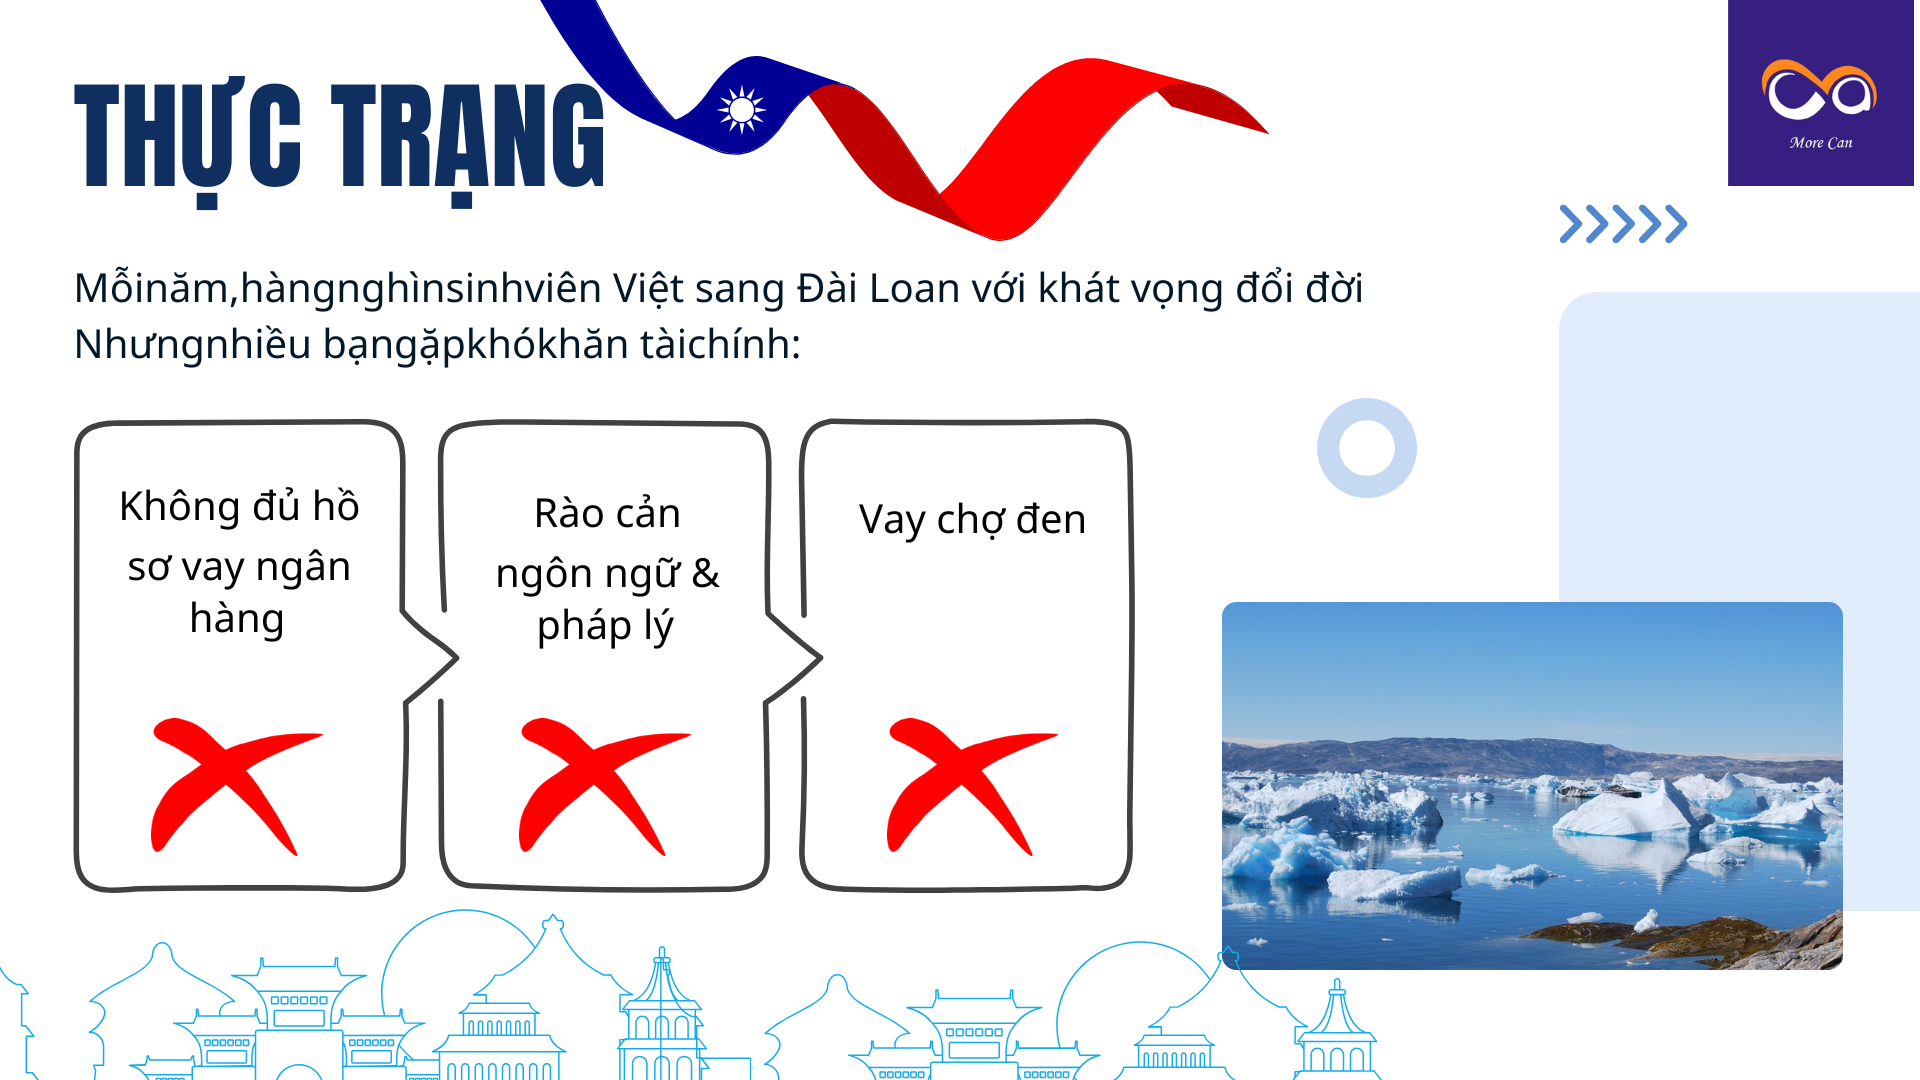 THỰC TRẠNG
More Can
Mỗinăm,hàngnghìnsinhviên Việt sang Đài Loan với khát vọng đổi đời
Nhưngnhiều bạngặpkhókhăn tàichính:
Không đủ hồ
sơ vay ngân
hàng
Rào cản
ngôn ngữ &
pháp lý
Vay chợ đen